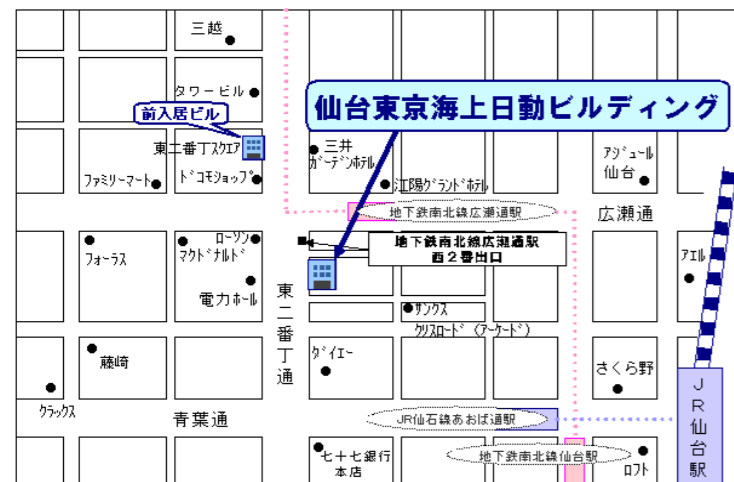 三越
タワービル
前入居ビル
仙台東京海上日動ビルディング
東二番丁スクエア
三井
ガーデンホテル
アジュール
仙台
ファミリーマート
ドコモショップ
江陽グランドホテル
地下鉄南北線広瀬通駅
広瀬通
フォーラス
マクドナルド
ローソン
地下鉄南北線広瀬通駅
西2番出口
アエル
電力ホール
東二番丁通
サンクス
クリスロード (アーケード)
藤崎
ダイエー
さくら野
クラックス
青葉通
JR仙石線あおば通駅
JR仙台駅
七十七銀行
本店
地下鉄南北線仙台駅
ロフト